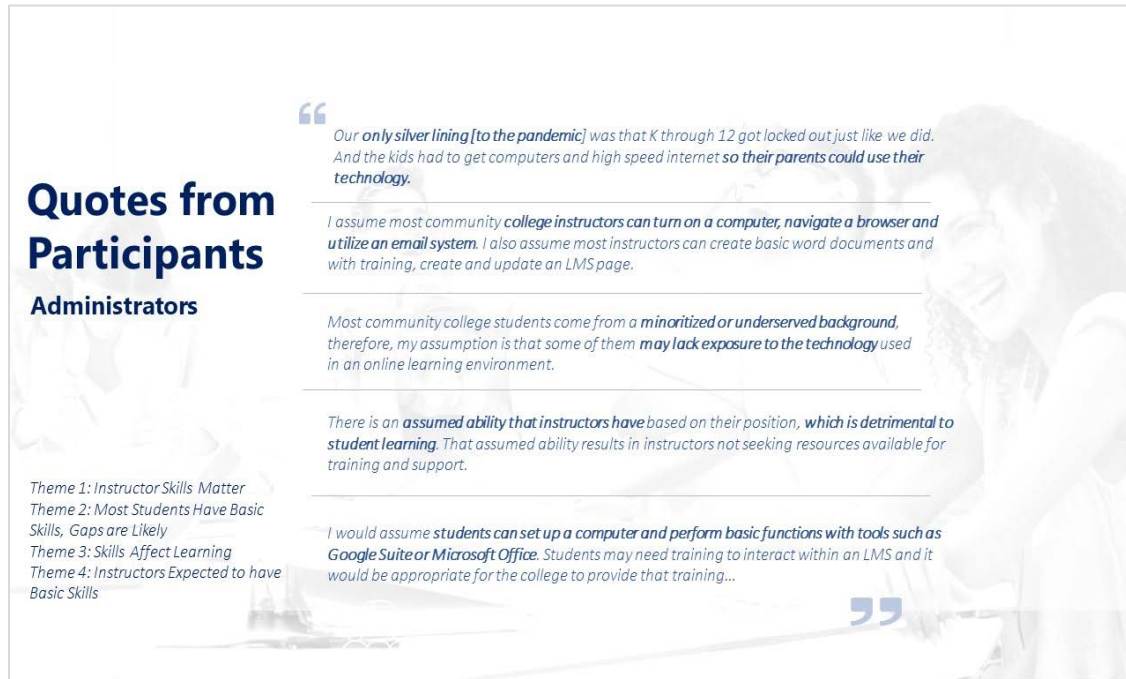 Quotes from
Participants
Administrators
Theme 1: Instructor Skills Matter
Theme 2: Most Students Have Basic
Skills, Gaps are Likely
Theme 3: Skills Affect Learning
Theme 4: Instructors Expected to have
Basic Skills
“
Our only silver lining [to the pandemic] was that K through 12 got locked out just like we did.
And the kids had to get computers and high speed internet so their parents could use their
technology.
I assume most community college instructors can turn on a computer, navigate a browser and
utilize an email system. I also assume most instructors can create basic word documents and
with training, create and update an LMS page.
Most community college students come from a minoritized or underserved background,
therefore, my assumption is that some of them may lack exposure to the technology used
in an online learning environment.
There is an assumed ability that instructors have based on their position, which is detrimental to
student learning. That assumed ability results in instructors not seeking resources available for
training and support.
I would assume students can set up a computer and perform basic functions with tools such as
Google Suite or Microsoft Office. Students may need training to interact within an LMS and it
would be appropriate for the college to provide that training...
”